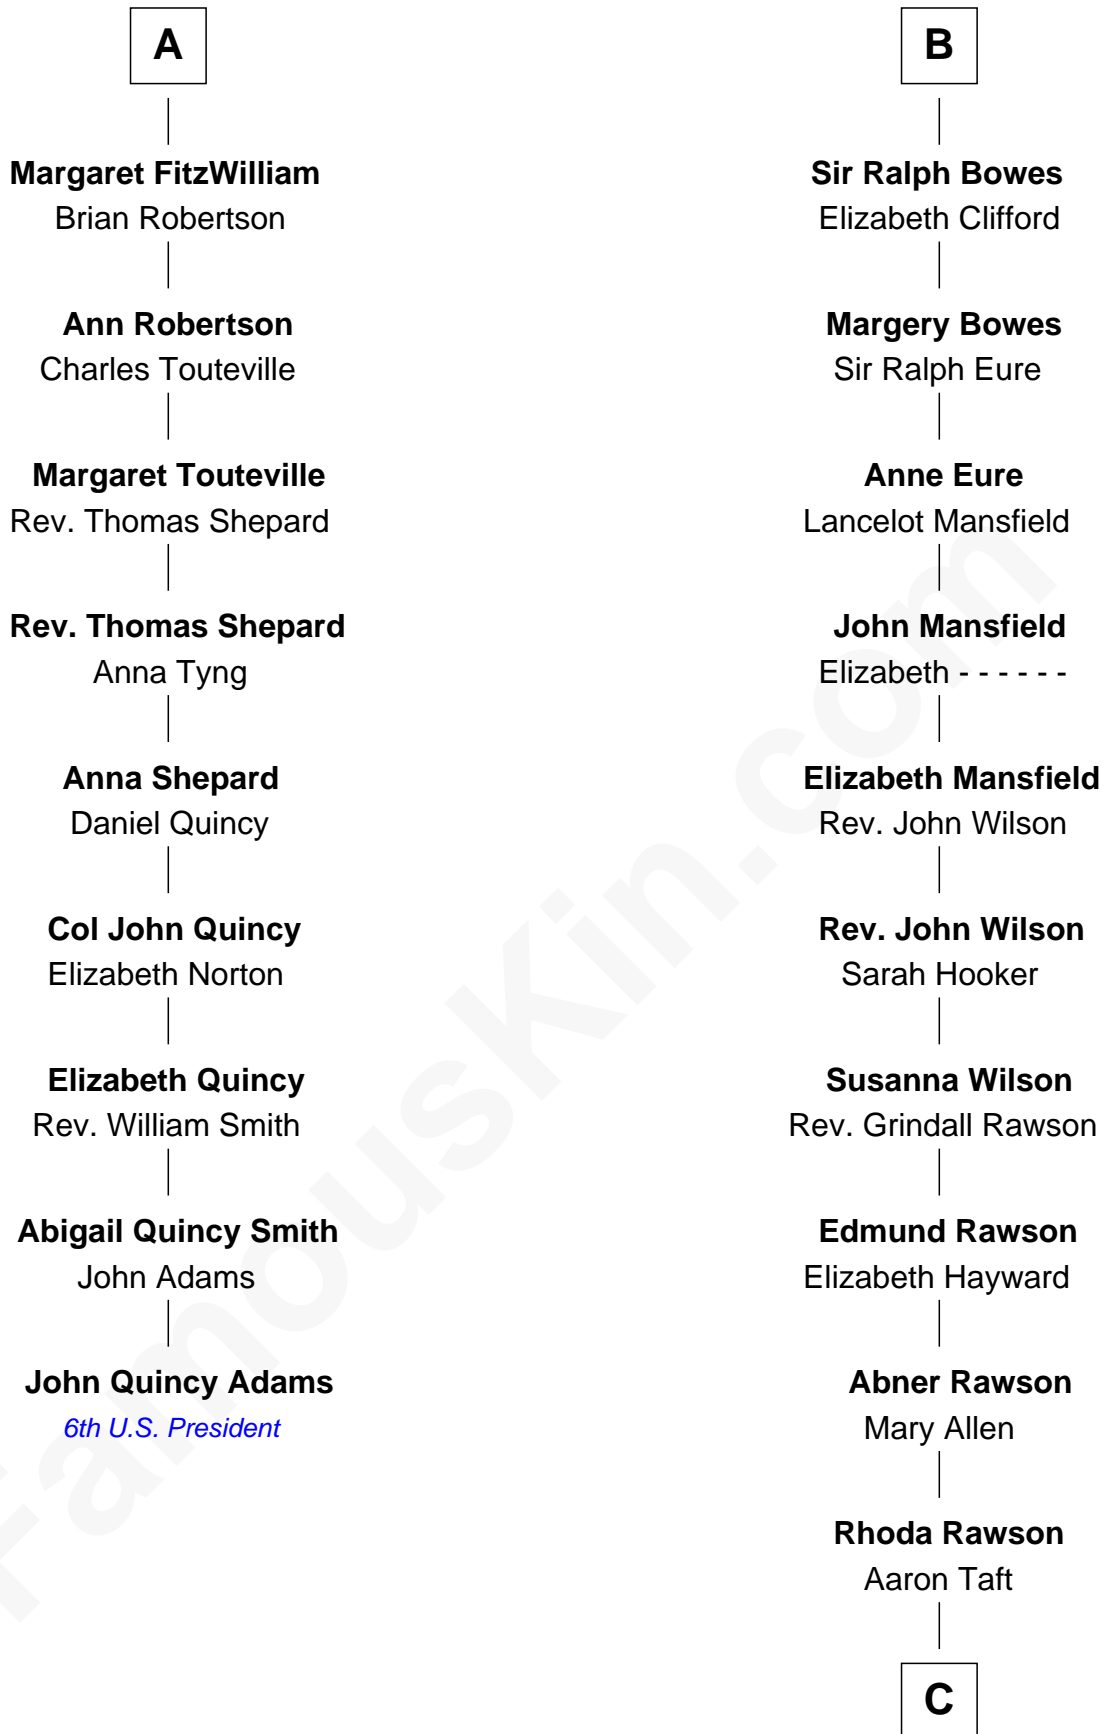 A
Margaret FitzWilliam
Brian Robertson
Ann Robertson
Charles Touteville
Margaret Touteville
Rev. Thomas Shepard
Rev. Thomas Shepard
Anna Tyng
Anna Shepard
Daniel Quincy
Col John Quincy
Elizabeth Norton
Elizabeth Quincy
Rev. William Smith
Abigail Quincy Smith
John Adams
John Quincy Adams
6th U.S. President
B
Sir Ralph Bowes
Elizabeth Clifford
Margery Bowes
Sir Ralph Eure
Anne Eure
Lancelot Mansfield
John Mansfield
Elizabeth - - - - - -
Elizabeth Mansfield
Rev. John Wilson
Rev. John Wilson
Sarah Hooker
Susanna Wilson
Rev. Grindall Rawson
Edmund Rawson
Elizabeth Hayward
Abner Rawson
Mary Allen
Rhoda Rawson
Aaron Taft
C
FamousKin.com